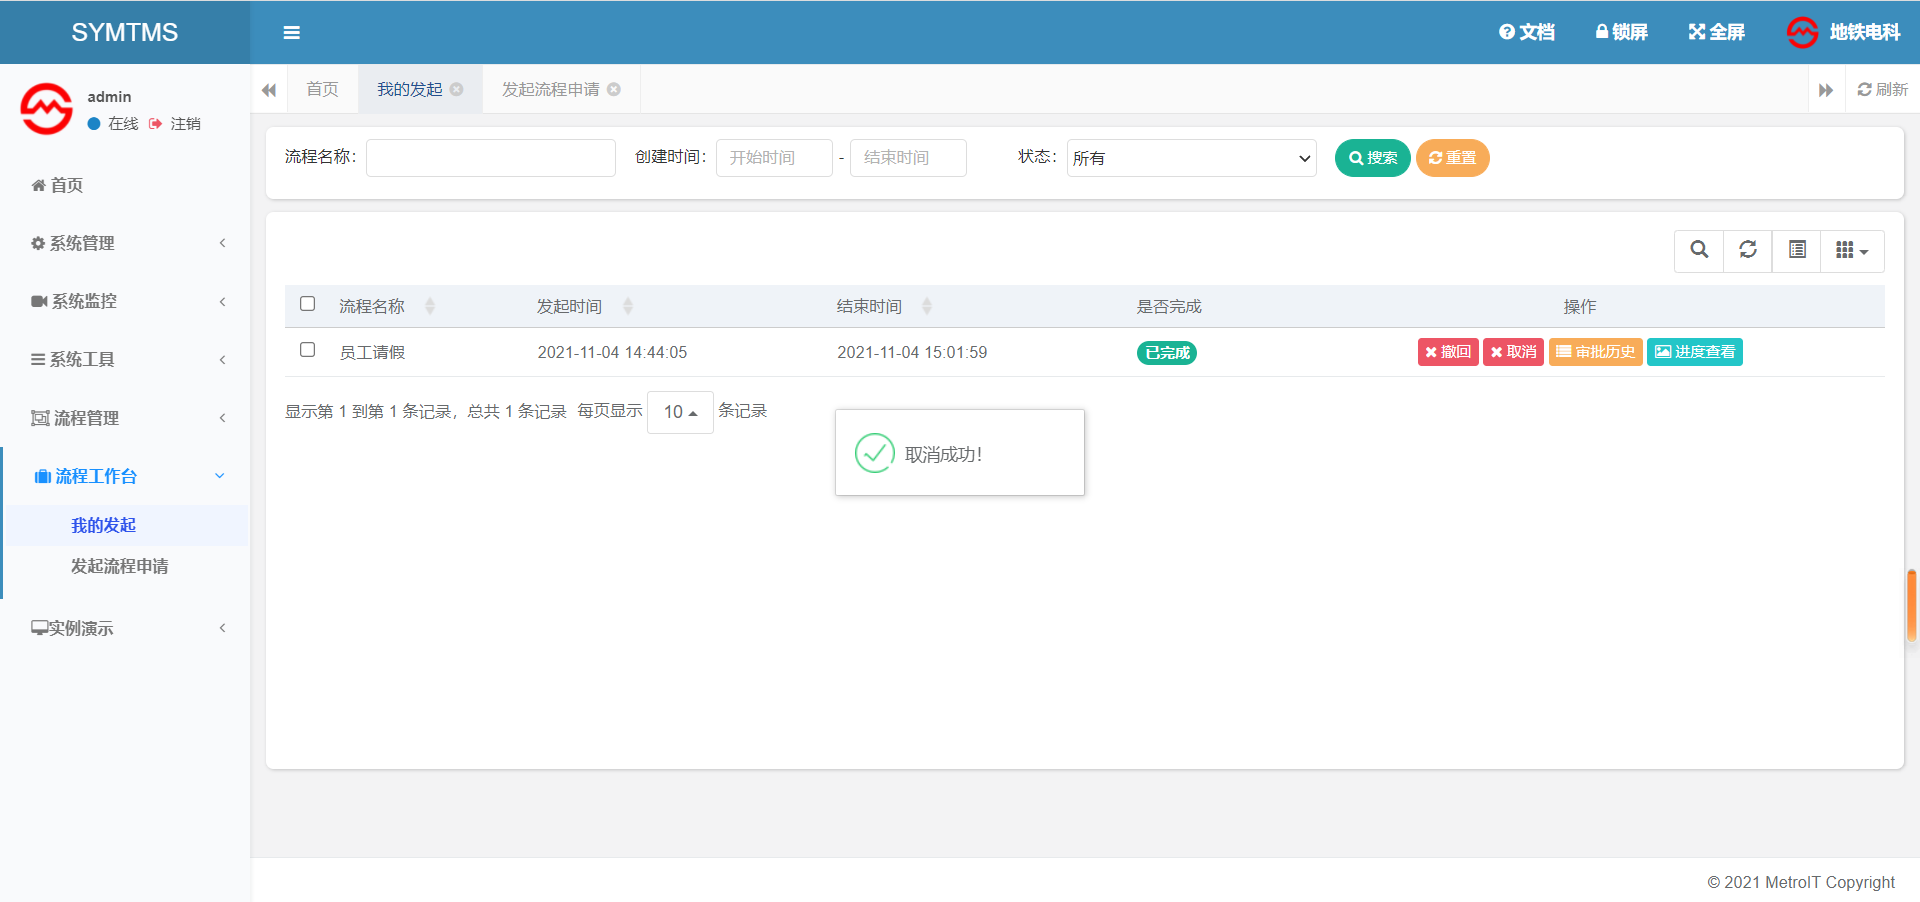 SYMTMS
文档
锁屏
全屏
地铁电科
admin
在线 注销
首页
我的发起
发起流程申请
刷新
流程名称：
创建时间：
开始时间
-
结束时间
状态：
所有
搜索
重置
首页
系统管理
系统监控
系统工具
流程管理
流程工作台
我的发起
发起流程申请
实例演示
流程名称 发起时间 结束时间 是否完成 操作
员工请假 2021-11-04 14:44:05 2021-11-04 15:01:59 已完成 撤回 取消 审批历史 进度查看
显示第 1 到第 1 条记录，总共 1 条记录 每页显示 10 条记录
取消成功!
© 2021 MetroIT Copyright